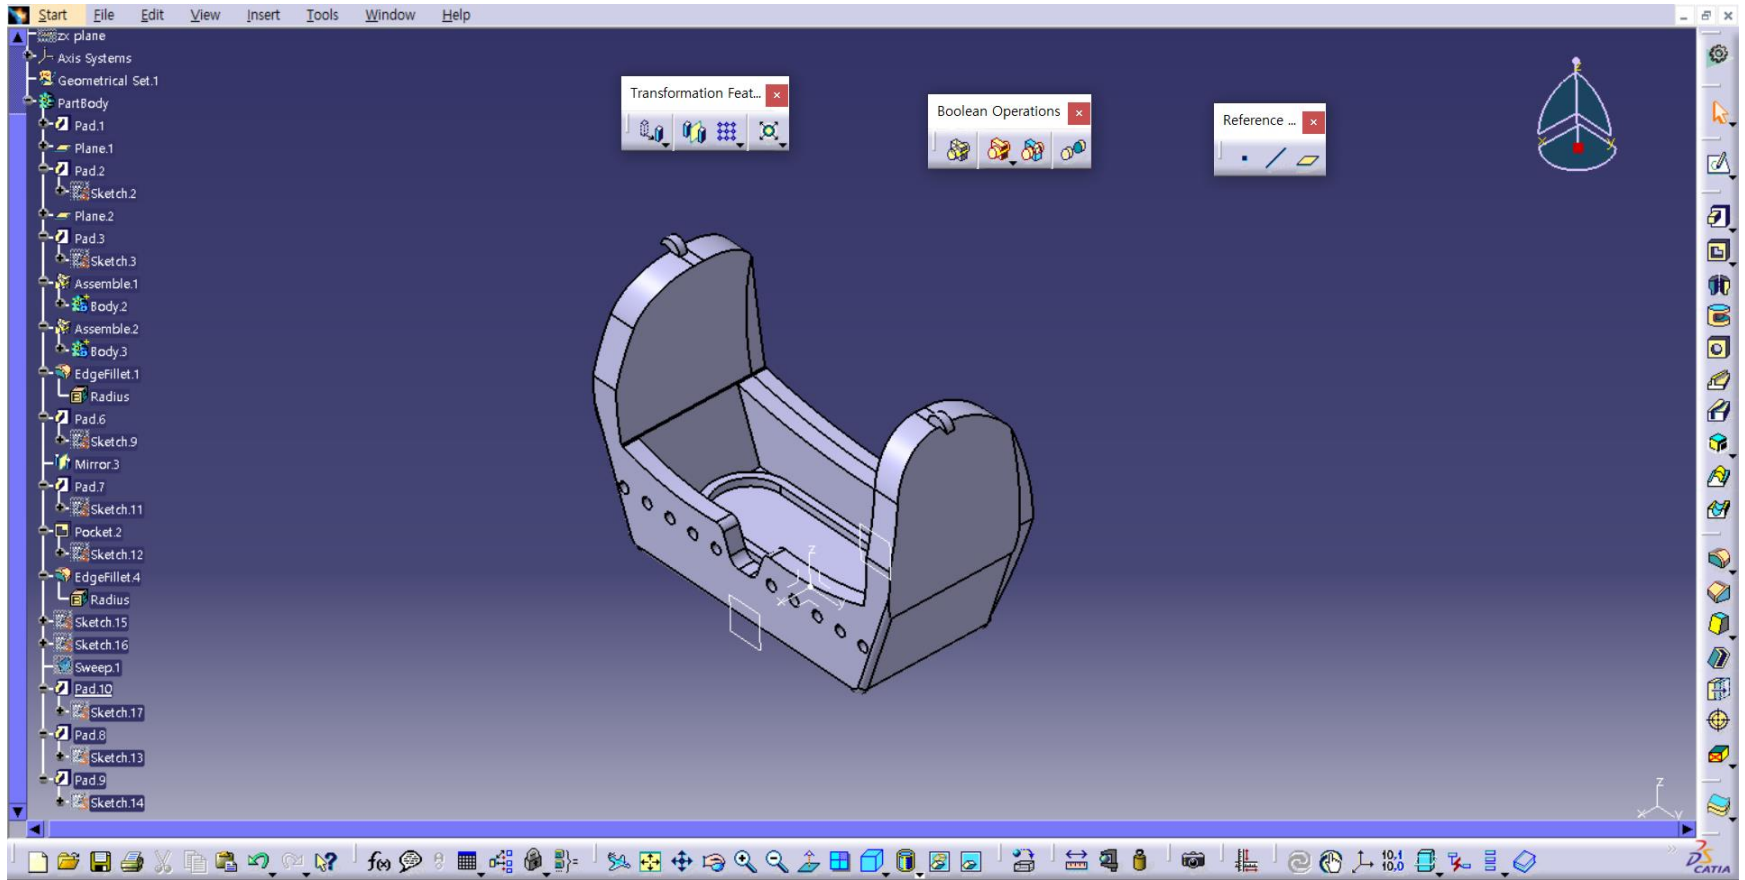 Start File Edit View Insert Tools Window Help
zx plane
Axis Systems
Geometrical Set.1
PartBody
Pad.1
Plane.1
Pad.2
Sketch.2
Plane.2
Pad.3
Sketch.3
Assemble.1
Body.2
Assemble.2
Body.3
EdgeFillet.1
Radius
Pad.6
Sketch.9
Mirror.3
Pad.7
Sketch.11
Pocket.2
Sketch.12
EdgeFillet.4
Radius
Sketch.15
Sketch.16
Sweep.1
Pad.10
Sketch.17
Pad.8
Sketch.13
Pad.9
Sketch.14
Transformation Feat...
Boolean Operations
Reference ...
z
x y
z
x y
z
x y
f(x)
10,1
10,0
CATIA